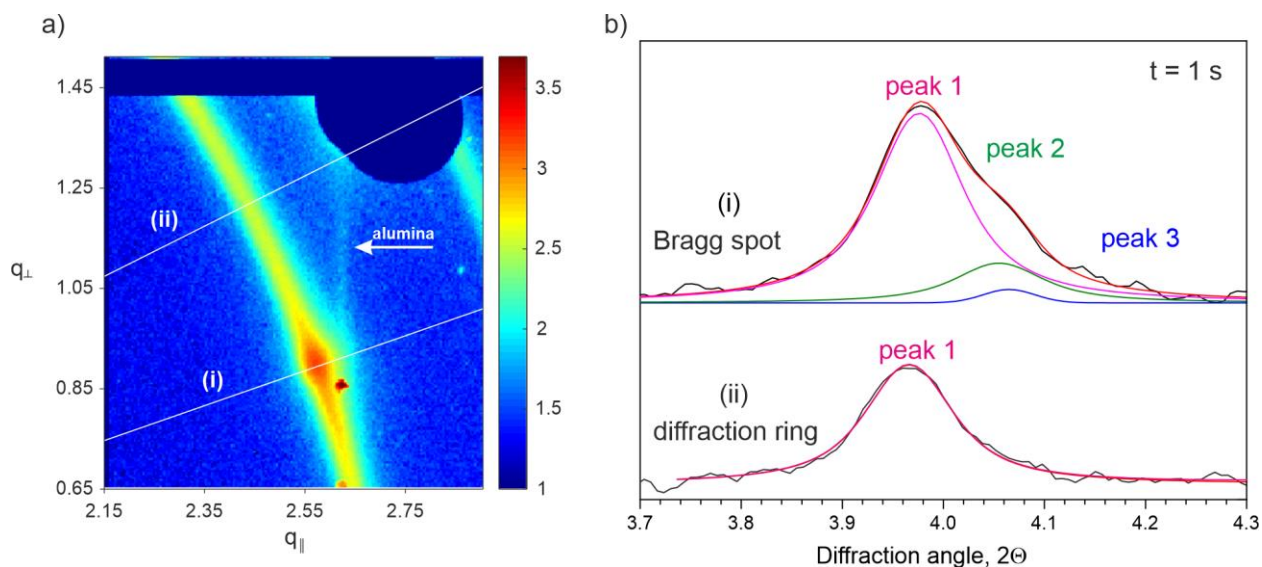 a)
1.45
1.25
1.05
0.85
0.65
q⊥
2.15
2.35
2.55
2.75
q∥
(ii)
(i)
alumina
3.5
3
2.5
2
1.5
1
b)
t = 1 s
peak 1
peak 2
peak 3
(i)
Bragg spot
peak 1
(ii)
diffraction ring
3.7
3.8
3.9
4.0
4.1
4.2
4.3
Diffraction angle, 2Θ